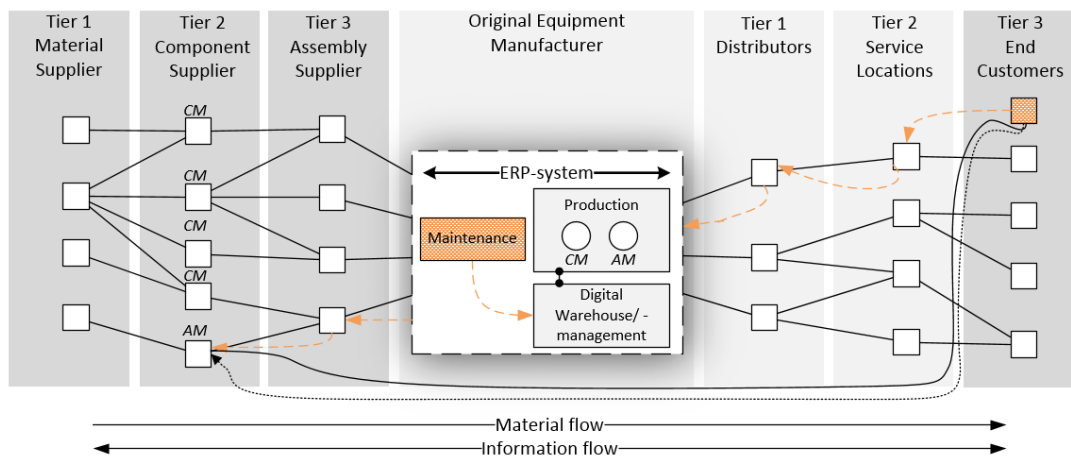 Tier 1
Material
Supplier
Tier 2
Component
Supplier
Tier 3
Assembly
Supplier
Original Equipment
Manufacturer
Tier 1
Distributors
Tier 2
Service
Locations
Tier 3
End
Customers
CM
CM
CM
CM
AM
ERP-system
Maintenance
Production
CM
AM
Digital
Warehouse/ -
management
Material flow
Information flow